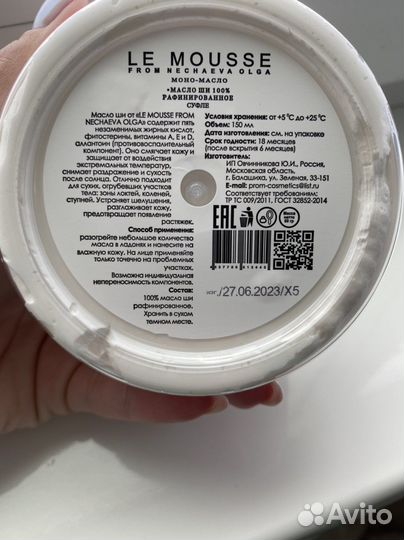 LE MOUSSE
FROM NECHAEVA OLGA
МОНО-МАСЛО
•МАСЛО ШИ 100%
РАФИНИРОВАННОЕ
СУФЛЕ
Масло ши от «LE MOUSSE FROM
NECHAEVA OLGA» содержит пять
незаменимых жирных кислот,
фитостерины, витамины А, Е и D,
аллантоин (противовоспалительный
компонент). Оно смягчает кожу и
защищает от воздействия
экстремальных температур,
снимает раздражение и сухость
после солнца. Отлично подходит
для сухих, огрубевших участков
тела: зоны локтей, коленей,
ступней. Устраняет шелушения,
разглаживает кожу,
предотвращает появление
растяжек.
Способ применения:
разогрейте небольшое количество
масла в ладонях и нанесите на
влажную кожу. На лице применяйте
только точечно на проблемных
участках.
Возможна индивидуальная
непереносимость компонентов.
Состав:
100% масло ши
рафинированное.
Хранить в сухом
темном месте.
Условия хранения: от +5°C до +25°C
Объем: 150 мл
Дата изготовления: см. на упаковке
Срок годности: 18 месяцев
(после вскрытия 6 месяцев)
Изготовитель:
ИП Овчинникова Ю.И., Россия,
Московская область,
г. Балашиха, ул. Зеленая, 33-151
E-mail: prom-cosmetics@list.ru
Соответствует требованиям:
ТР ТС 009/2011, ГОСТ 32852-2014
EAC
изг./27.06.2023/X5
Avito